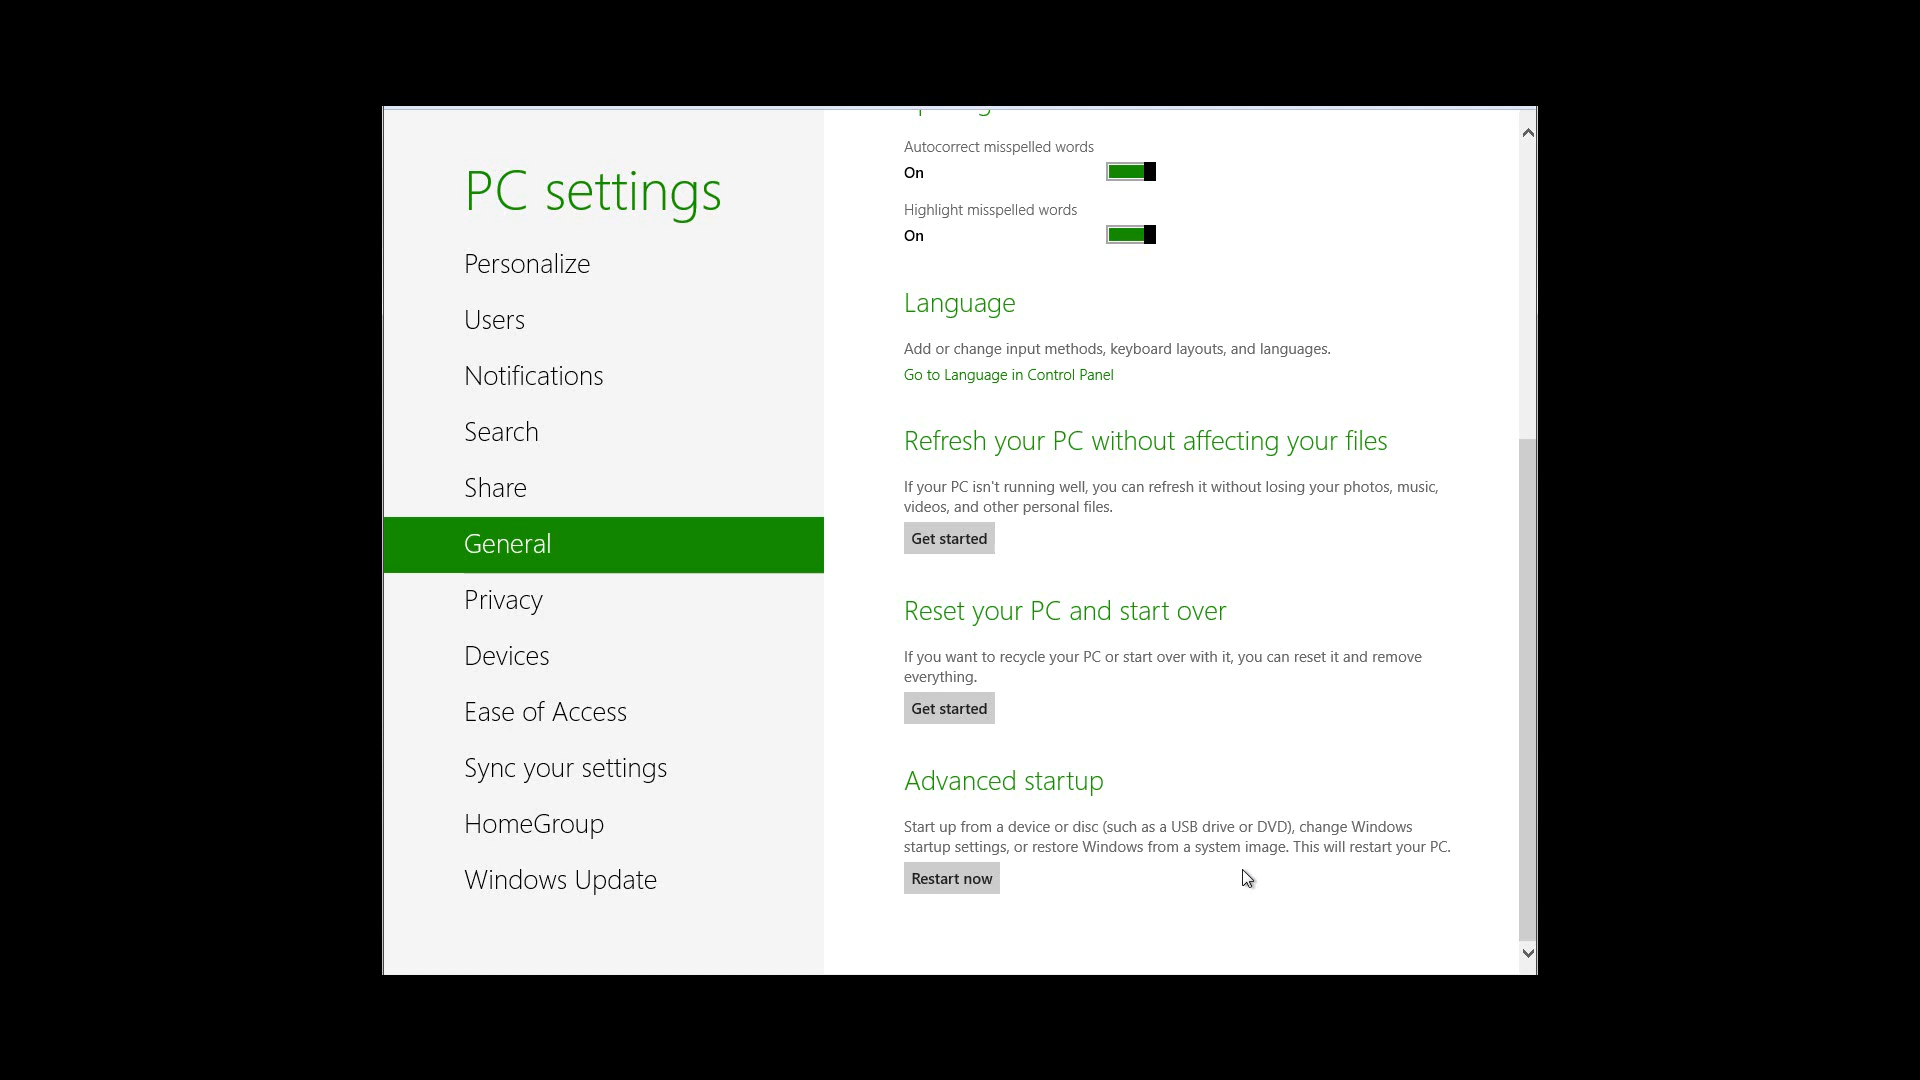 PC settings
Personalize
Users
Notifications
Search
Share
General
Privacy
Devices
Ease of Access
Sync your settings
HomeGroup
Windows Update
Autocorrect misspelled words
On
Highlight misspelled words
On
Language
Add or change input methods, keyboard layouts, and languages.
Go to Language in Control Panel
Refresh your PC without affecting your files
If your PC isn't running well, you can refresh it without losing your photos, music,
videos, and other personal files.
Get started
Reset your PC and start over
If you want to recycle your PC or start over with it, you can reset it and remove
everything.
Get started
Advanced startup
Start up from a device or disc (such as a USB drive or DVD), change Windows
startup settings, or restore Windows from a system image. This will restart your PC.
Restart now